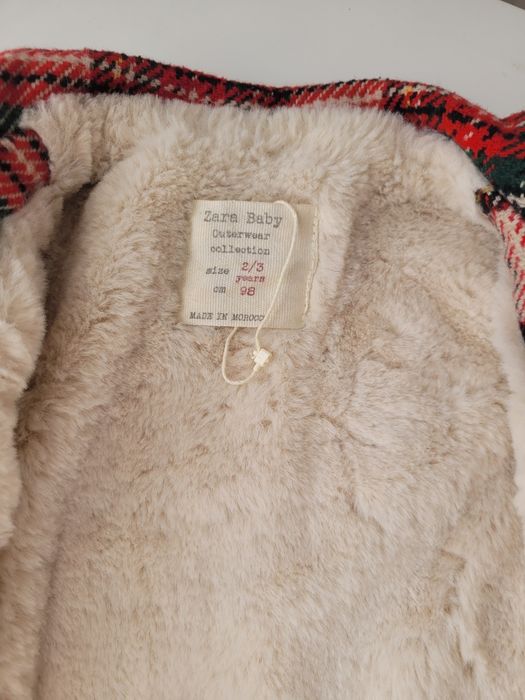 Zara Baby
Outerwear
collection
size 2/3
years
cm 98
MADE IN MOROCCO